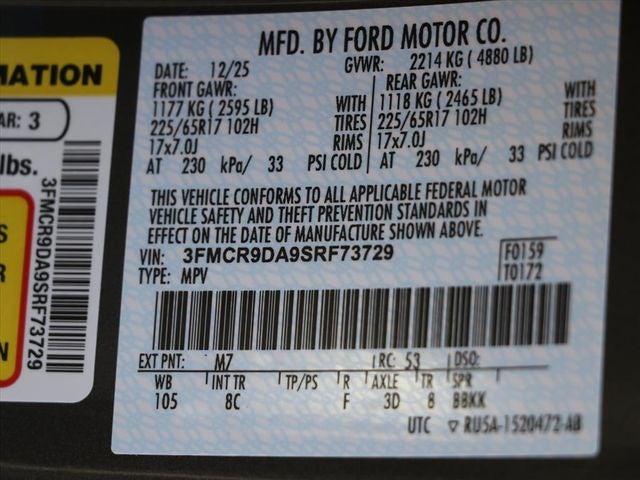 MATION
AR: 3
lbs.
S
R
N
3FMCR9DA9SRF73729
MFD. BY FORD MOTOR CO.
DATE: 12/25 GVWR: 2214 KG ( 4880 LB)
FRONT GAWR: REAR GAWR:
1177 KG ( 2595 LB) WITH 1118 KG ( 2465 LB) WITH
225/65R17 102H TIRES 225/65R17 102H TIRES
17x7.0J RIMS 17x7.0J RIMS
AT 230 kPa/ 33 PSI COLD AT 230 kPa/ 33 PSI COLD
THIS VEHICLE CONFORMS TO ALL APPLICABLE FEDERAL MOTOR
VEHICLE SAFETY AND THEFT PREVENTION STANDARDS IN
EFFECT ON THE DATE OF MANUFACTURE SHOWN ABOVE.
VIN: 3FMCR9DA9SRF73729 F0159
TYPE: MPV T0172
EXT PNT: M7 RC: 53 DSO:
WB INT TR TP/PS R AXLE TR SPR
105 8C F 3D 8 BBKK
UTC ▽ RU5A-1520472-AB